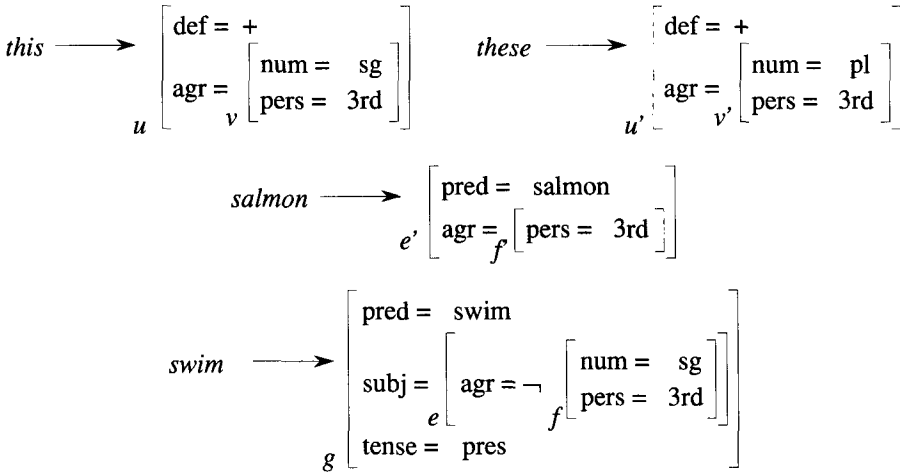 this → u [ def = +
agr = v [ num = sg
pers = 3rd ] ]
these → u' [ def = +
agr = v' [ num = pl
pers = 3rd ] ]
salmon → e' [ pred = salmon
agr = f' [ pers = 3rd ] ]
swim → g [ pred = swim
subj = e [ agr = ¬ f [ num = sg
pers = 3rd ] ]
tense = pres ]